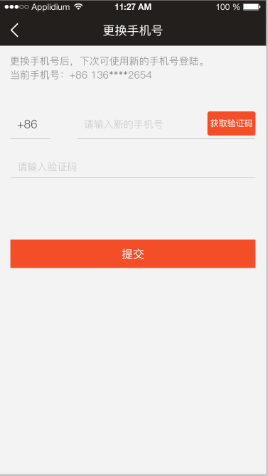 Applidium 11:27 AM 100 %
更换手机号
更换手机号后，下次可使用新的手机号登陆。
当前手机号：+86 136****2654
+86 请输入新的手机号 获取验证码
请输入验证码
提交